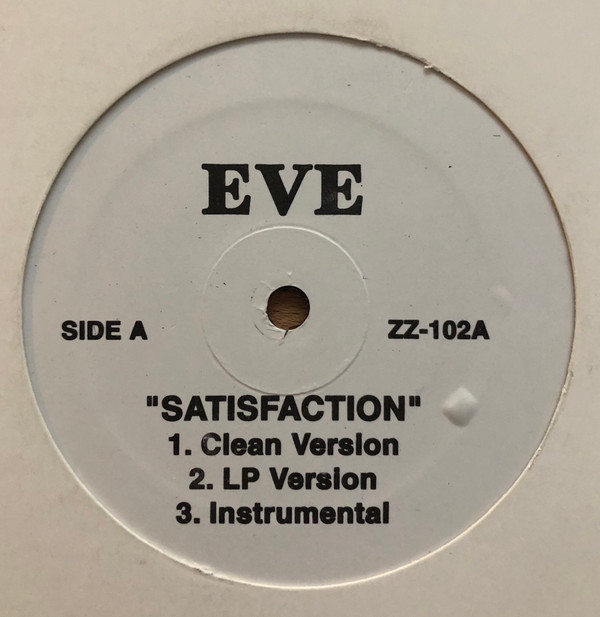 EVE
SIDE A ZZ-102A
"SATISFACTION"
1. Clean Version
2. LP Version
3. Instrumental